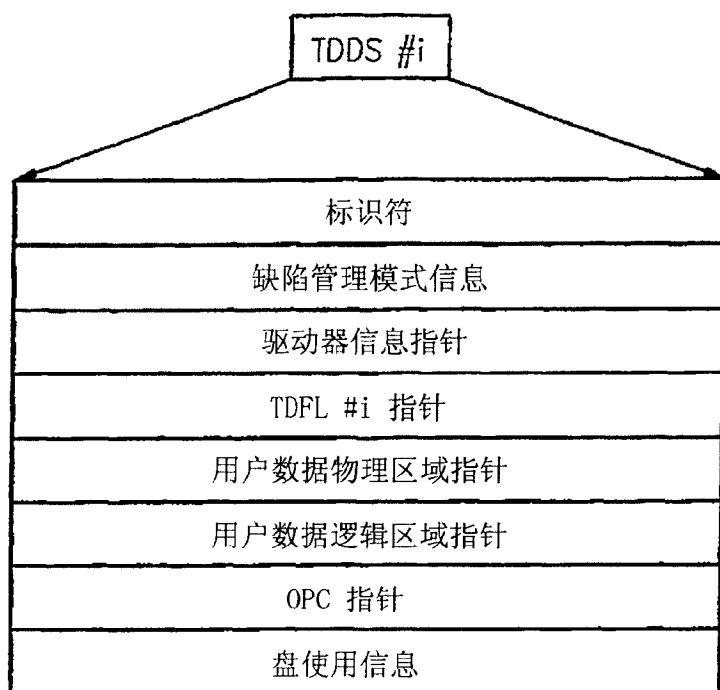 TDDS #i
标识符
缺陷管理模式信息
驱动器信息指针
TDFL #i 指针
用户数据物理区域指针
用户数据逻辑区域指针
OPC 指针
盘使用信息